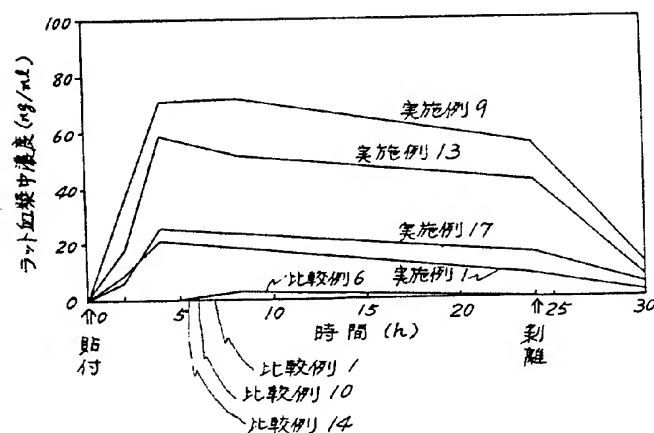 100
80
60
40
20
0
ラット血漿中濃度 (ng/ml)
実施例 9
実施例 13
実施例 17
実施例 1
比較例 6
0
5
10
15
20
25
30
時間 (h)
貼付
剥離
比較例 1
比較例 10
比較例 14